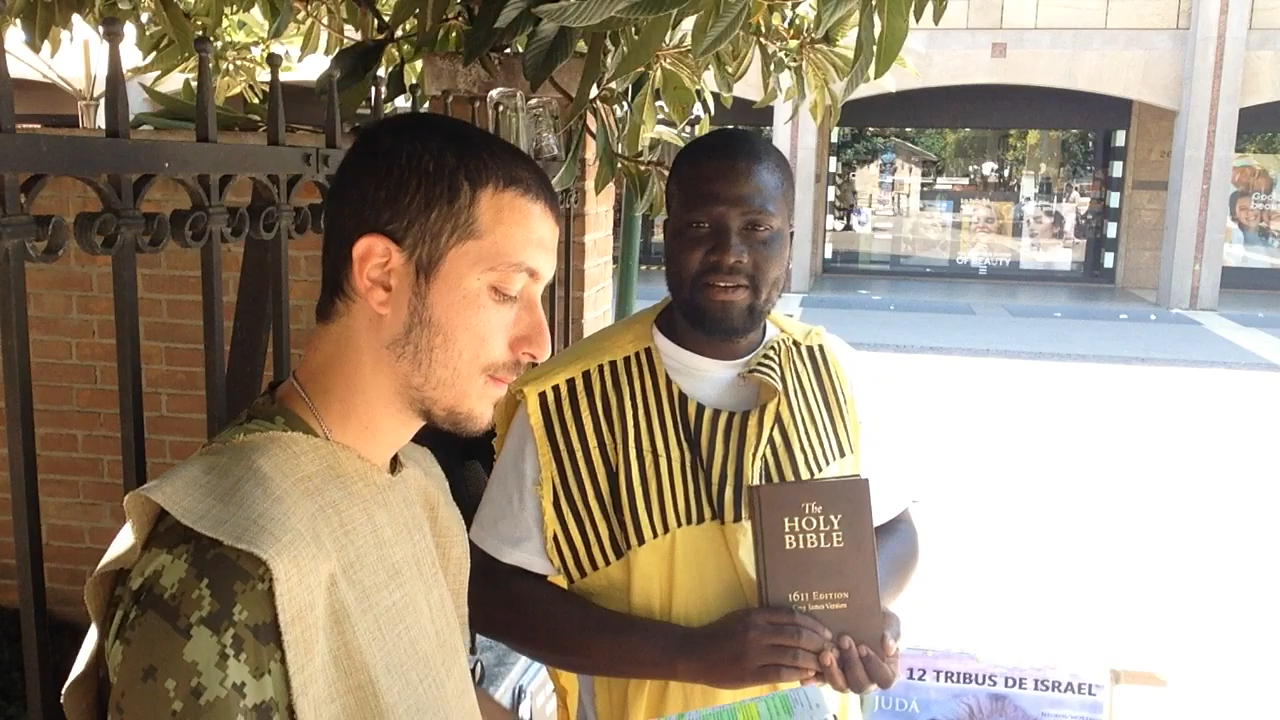 The
HOLY
BIBLE
1611 EDITION
King James Version
12 TRIBUS DE ISRAEL
JUDÁ
OF BEAUTY